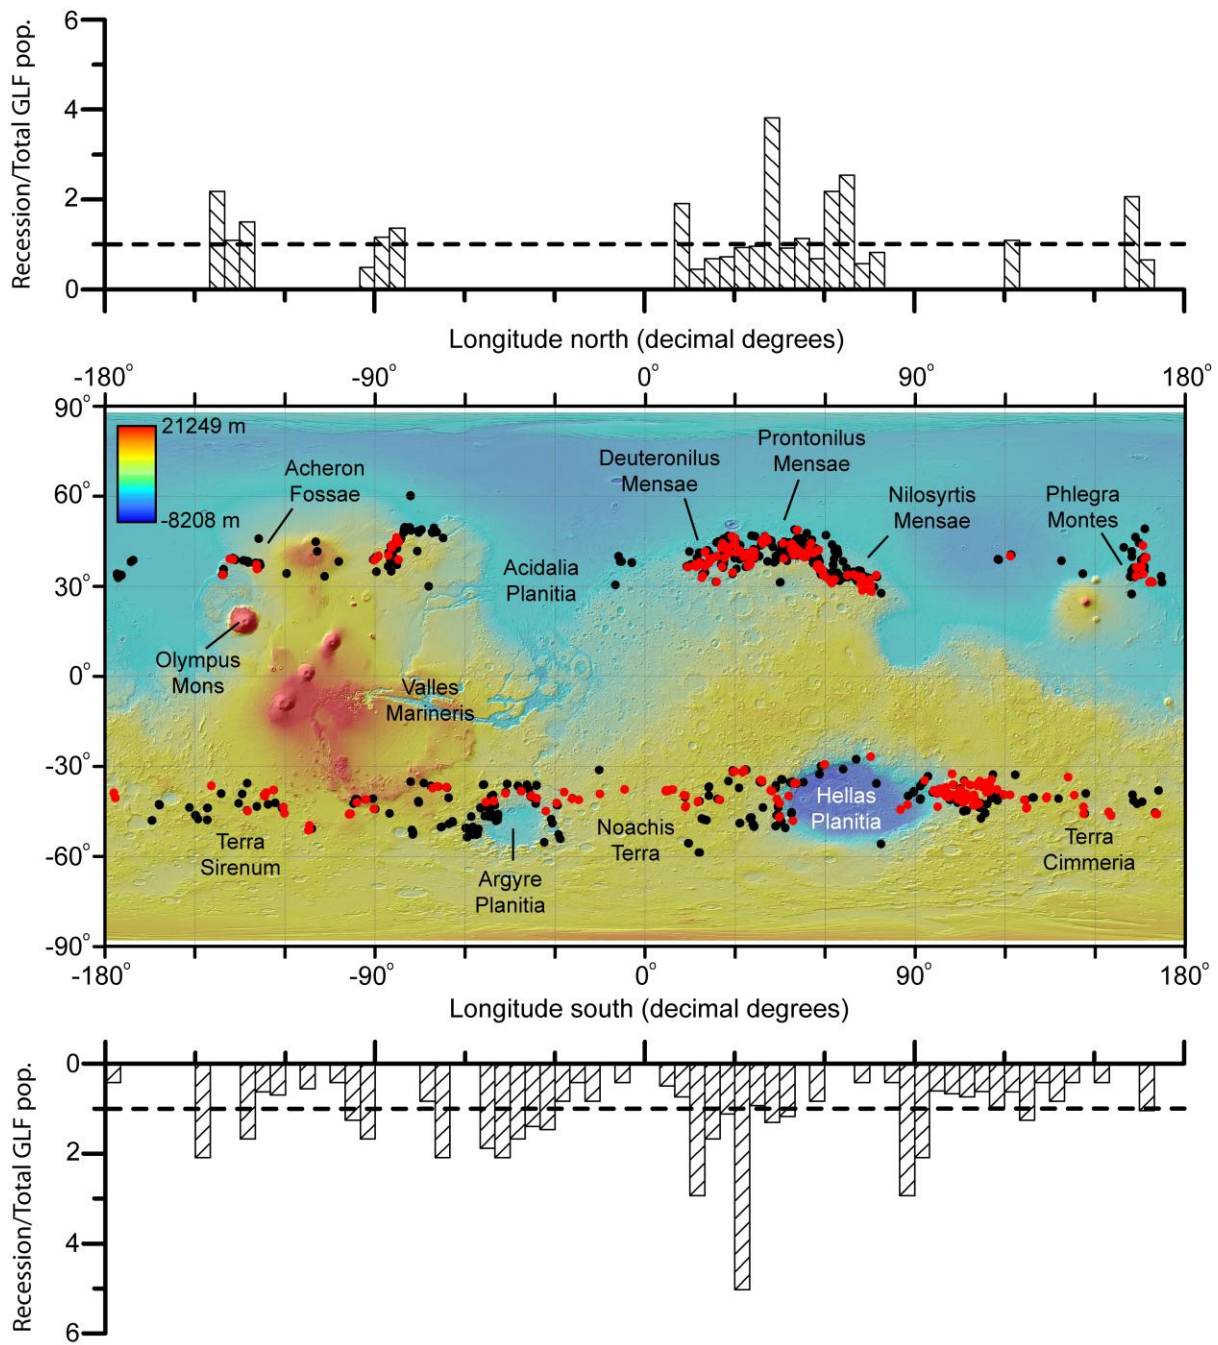 6
4
2
0
Recession/Total GLF pop.
Longitude north (decimal degrees)
-180° -90° 0° 90° 180°
90°
60°
30°
0°
-30°
-60°
-90°
21249 m
-8208 m
Acheron
Fossae
Deuteronilus
Mensae
Prontonilus
Mensae
Nilosyrtis
Mensae
Phlegra
Montes
Acidalia
Planitia
Olympus
Mons
Valles
Marineris
Hellas
Planitia
Noachis
Terra
Terra
Sirenum
Terra
Cimmeria
Argyre
Planitia
-180° -90° 0° 90° 180°
Longitude south (decimal degrees)
0
2
4
6
Recession/Total GLF pop.